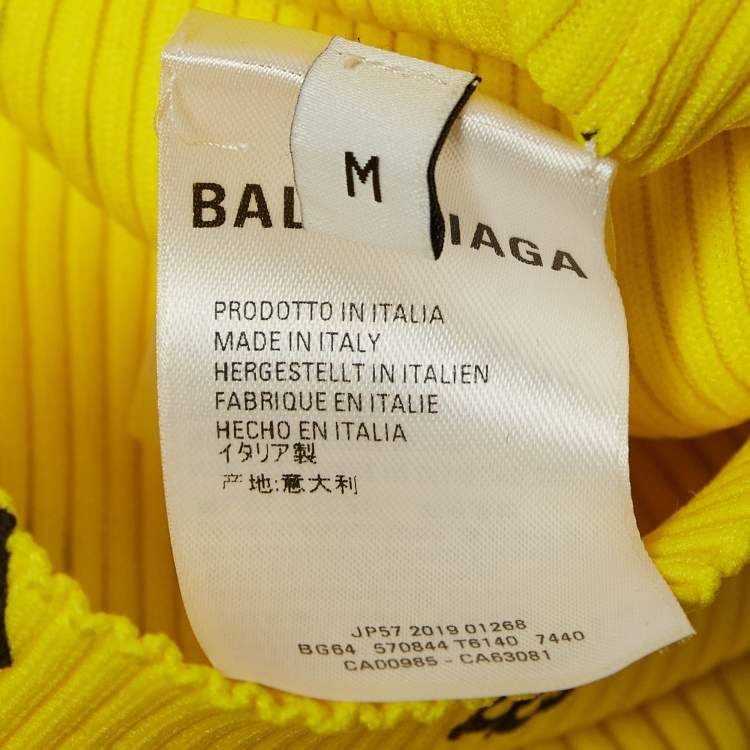 M
BAL IAGA
PRODOTTO IN ITALIA
MADE IN ITALY
HERGESTELLT IN ITALIEN
FABRIQUE EN ITALIE
HECHO EN ITALIA
イタリア製
产地:意大利
JP57 2019 01268
BG64 570844 T6140 7440
CA00985 - CA63081